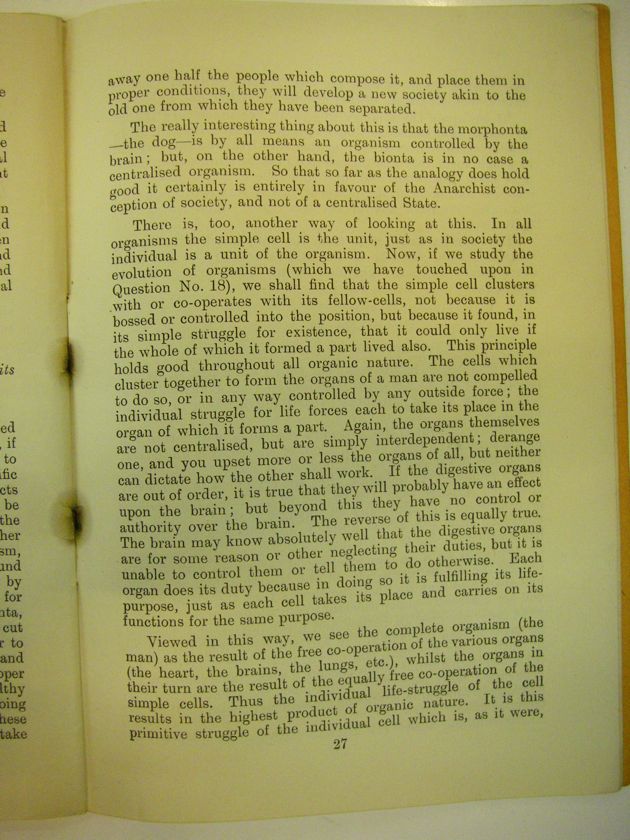 away one half the people which compose it, and place them in
proper conditions, they will develop a new society akin to the
old one from which they have been separated.
The really interesting thing about this is that the morphonta
—the dog—is by all means an organism controlled by the
brain; but, on the other hand, the bionta is in no case a
centralised organism. So that so far as the analogy does hold
good it certainly is entirely in favour of the Anarchist con-
ception of society, and not of a centralised State.
There is, too, another way of looking at this. In all
organisms the simple cell is the unit, just as in society the
individual is a unit of the organism. Now, if we study the
evolution of organisms (which we have touched upon in
Question No. 18), we shall find that the simple cell clusters
with or co-operates with its fellow-cells, not because it is
bossed or controlled into the position, but because it found, in
its simple struggle for existence, that it could only live if
the whole of which it formed a part lived also. This principle
holds good throughout all organic nature. The cells which
cluster together to form the organs of a man are not compelled
to do so, or in any way controlled by any outside force; the
individual struggle for life forces each to take its place in the
organ of which it forms a part. Again, the organs themselves
are not centralised, but are simply interdependent; derange
one, and you upset more or less the organs of all, but neither
can dictate how the other shall work. If the digestive organs
are out of order, it is true that they will probably have an effect
upon the brain; but beyond this they have no control or
authority over the brain. The reverse of this is equally true.
The brain may know absolutely well that the digestive organs
are for some reason or other neglecting their duties, but it is
unable to control them or tell them to do otherwise. Each
organ does its duty because in doing so it is fulfilling its life-
purpose, just as each cell takes its place and carries on its
functions for the same purpose.
Viewed in this way, we see the complete organism (the
man) as the result of the free co-operation of the various organs
(the heart, the brains, the lungs, etc.), whilst the organs in
their turn are the result of the equally free co-operation of the
simple cells. Thus the individual life-struggle of the cell
results in the highest product of organic nature. It is this
primitive struggle of the individual cell which is, as it were,
27